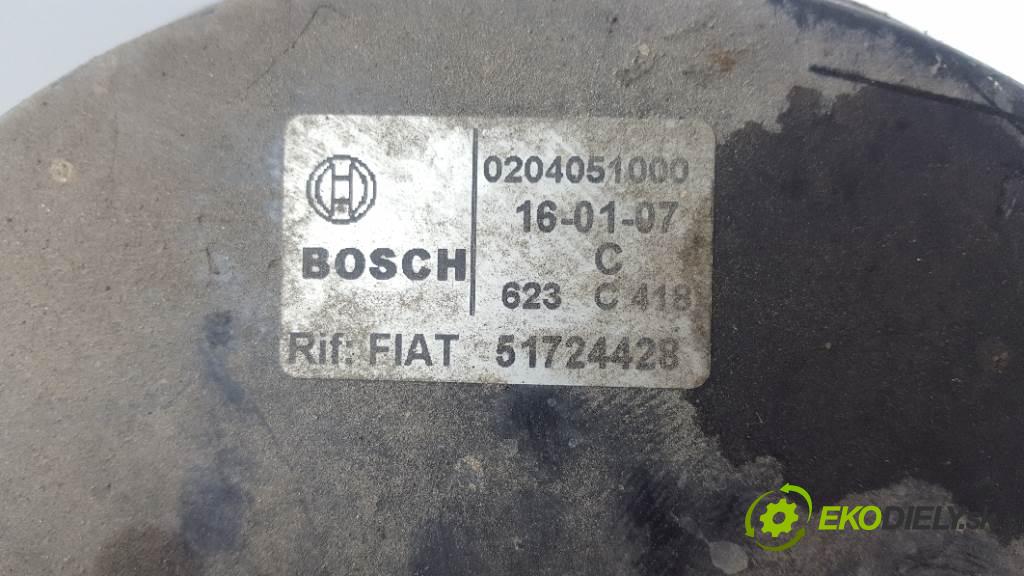 0204051000
16-01-07
BOSCH C
623 C 418
Rif: FIAT 51724428
EKODIELY.SK